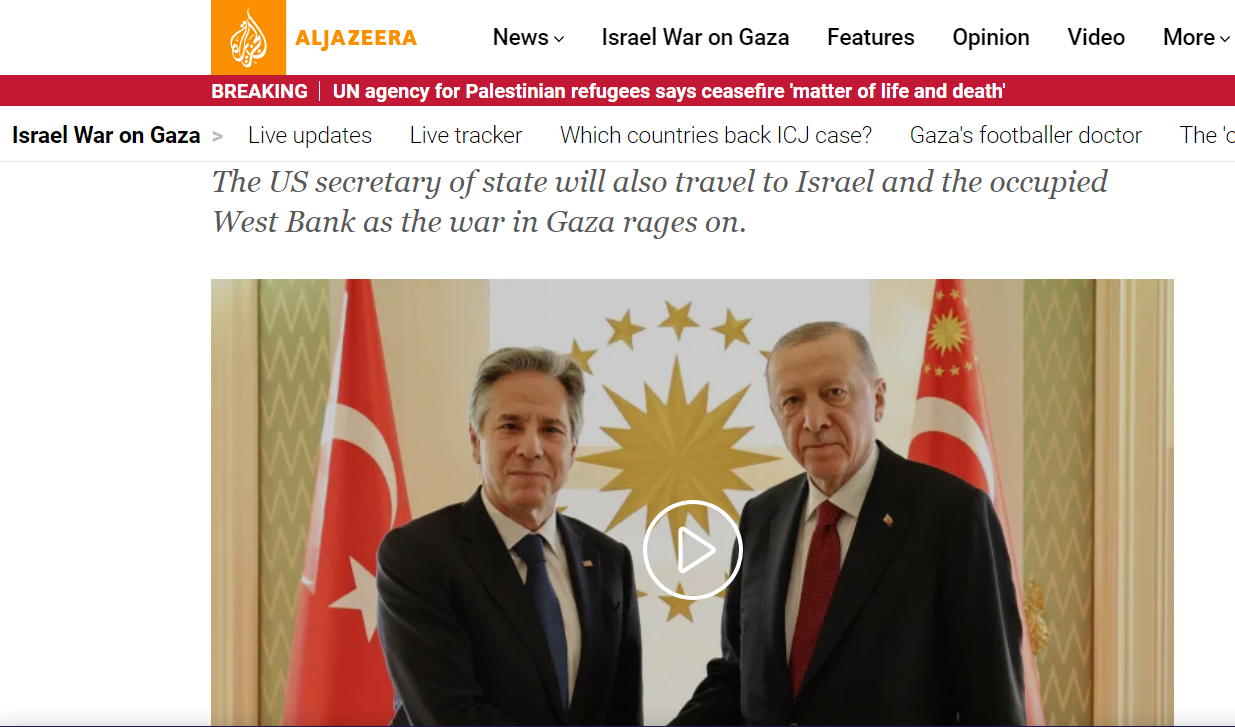 ALJAZEERA
News
Israel War on Gaza
Features
Opinion
Video
More
BREAKING UN agency for Palestinian refugees says ceasefire 'matter of life and death'
Israel War on Gaza > Live updates Live tracker Which countries back ICJ case? Gaza's footballer doctor The
The US secretary of state will also travel to Israel and the occupied
West Bank as the war in Gaza rages on.